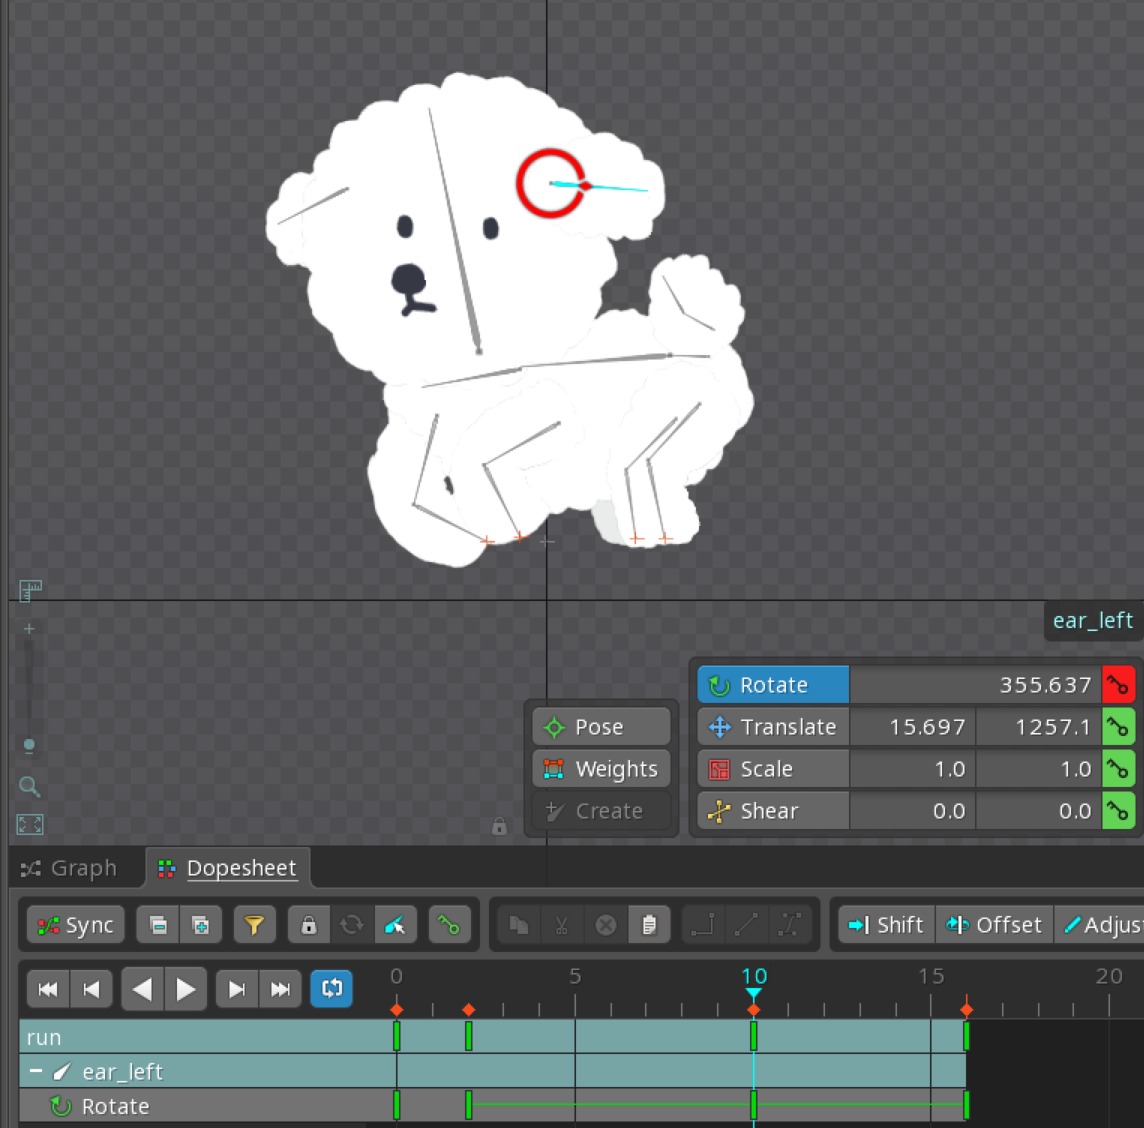 ear_left
Rotate 355.637
Pose Translate 15.697 1257.1
Weights Scale 1.0 1.0
Create Shear 0.0 0.0
Graph Dopesheet
Sync Shift Offset Adjust
0 5 10 15 20
run
ear_left
Rotate